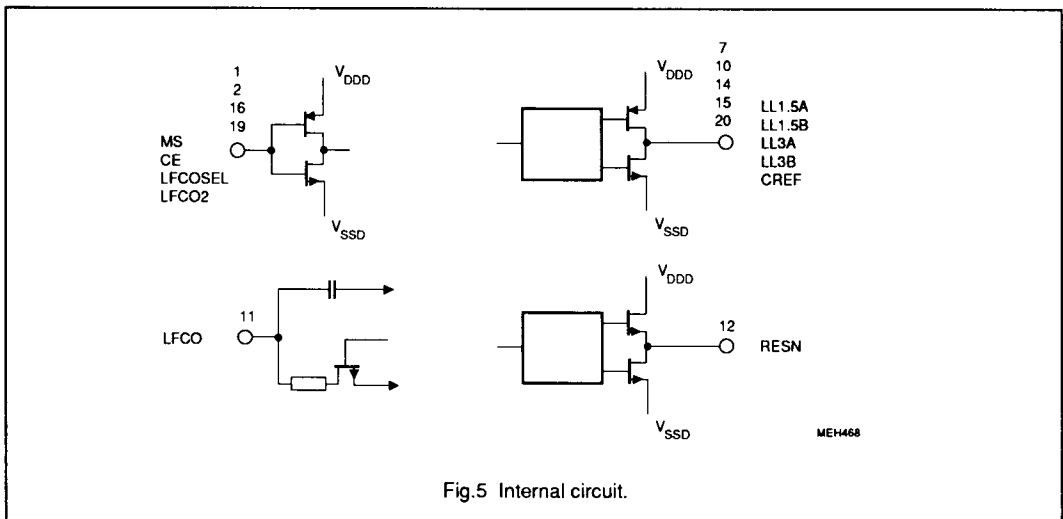 1
2
16
19
MS
CE
LFCOSEL
LFCO2
VDDD
VSSD
7
10
14
15
20
LL1.5A
LL1.5B
LL3A
LL3B
CREF
VDDD
VSSD
LFCO
11
VDDD
12
RESN
VSSD
MEH468
Fig.5 Internal circuit.